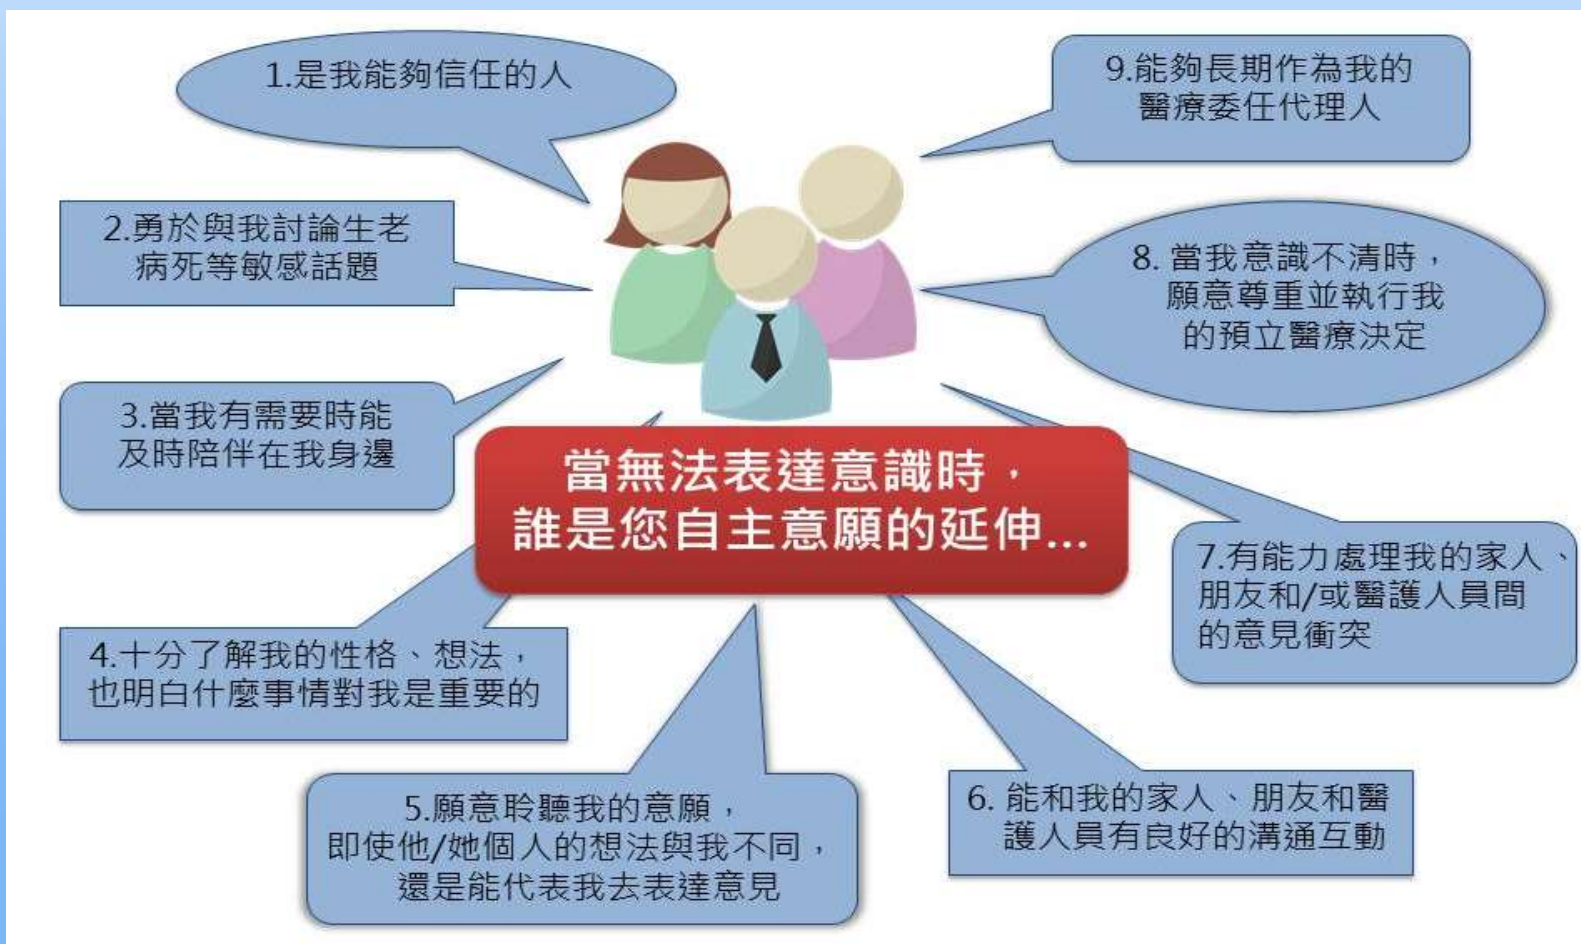 1.是我能夠信任的人
2.勇於與我討論生老
病死等敏感話題
3.當我有需要時能
及時陪伴在我身邊
4.十分了解我的性格、想法，
也明白什麼事情對我是重要的
5.願意聆聽我的意願，
即使他/她個人的想法與我不同，
還是能代表我去表達意見
6. 能和我的家人、朋友和醫
護人員有良好的溝通互動
7.有能力處理我的家人、
朋友和/或醫護人員間
的意見衝突
8. 當我意識不清時，
願意尊重並執行我
的預立醫療決定
9.能夠長期作為我的
醫療委任代理人
當無法表達意識時，
誰是您自主意願的延伸...